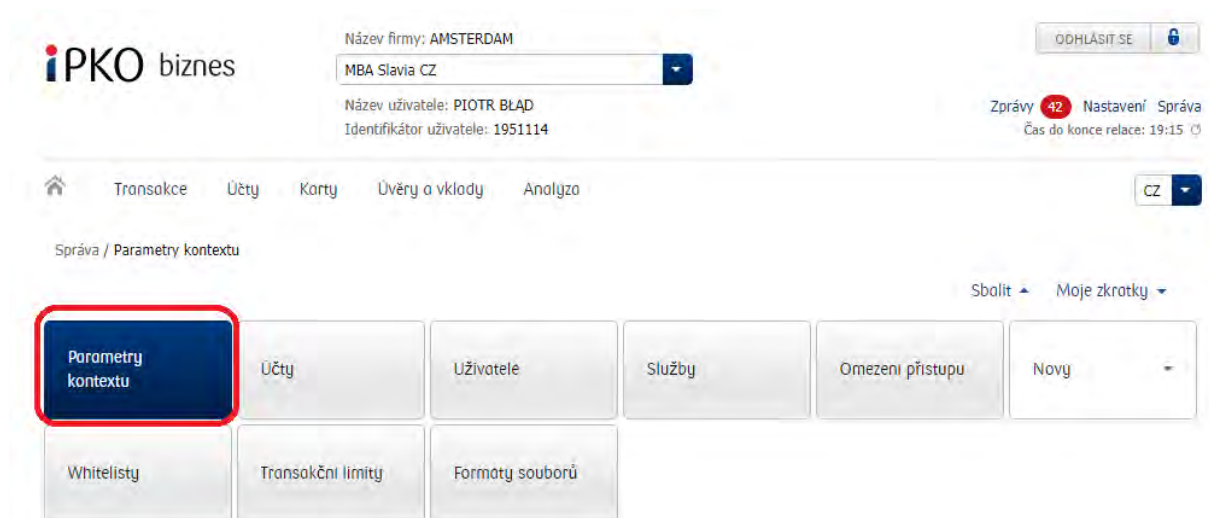 iPKO biznes
Název firmy: AMSTERDAM
MBA Slavia CZ
Název uživatele: PIOTR BŁĄD
Identifikátor uživatele: 1951114
ODHLÁSIT SE
Zprávy 42 Nastavení Správa
Čas do konce relace: 19:15
Transakce Účty Karty Úvěry a vklady Analýza
CZ
Správa / Parametry kontextu
Sbalit Moje zkratky
Parametry
kontextu
Účty
Uživatele
Služby
Omezení přístupu
Nový
Whitelisty
Transakční limity
Formáty souborů